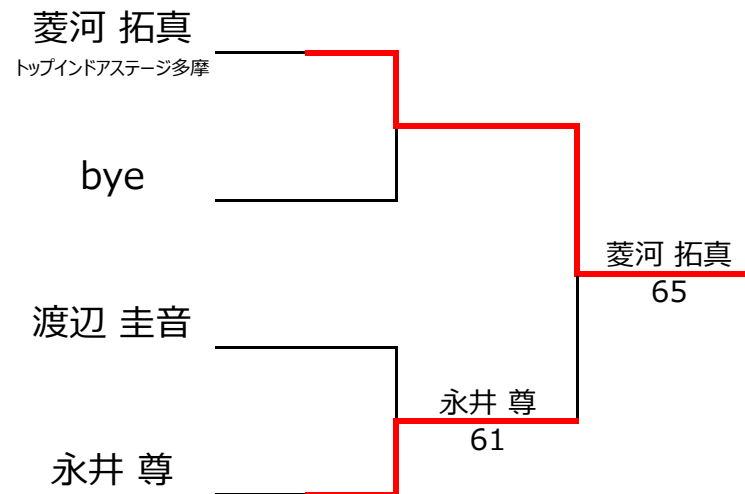 菱河 拓真
トップインドアステージ多摩
bye
菱河 拓真
65
渡辺 圭音
永井 尊
61
永井 尊